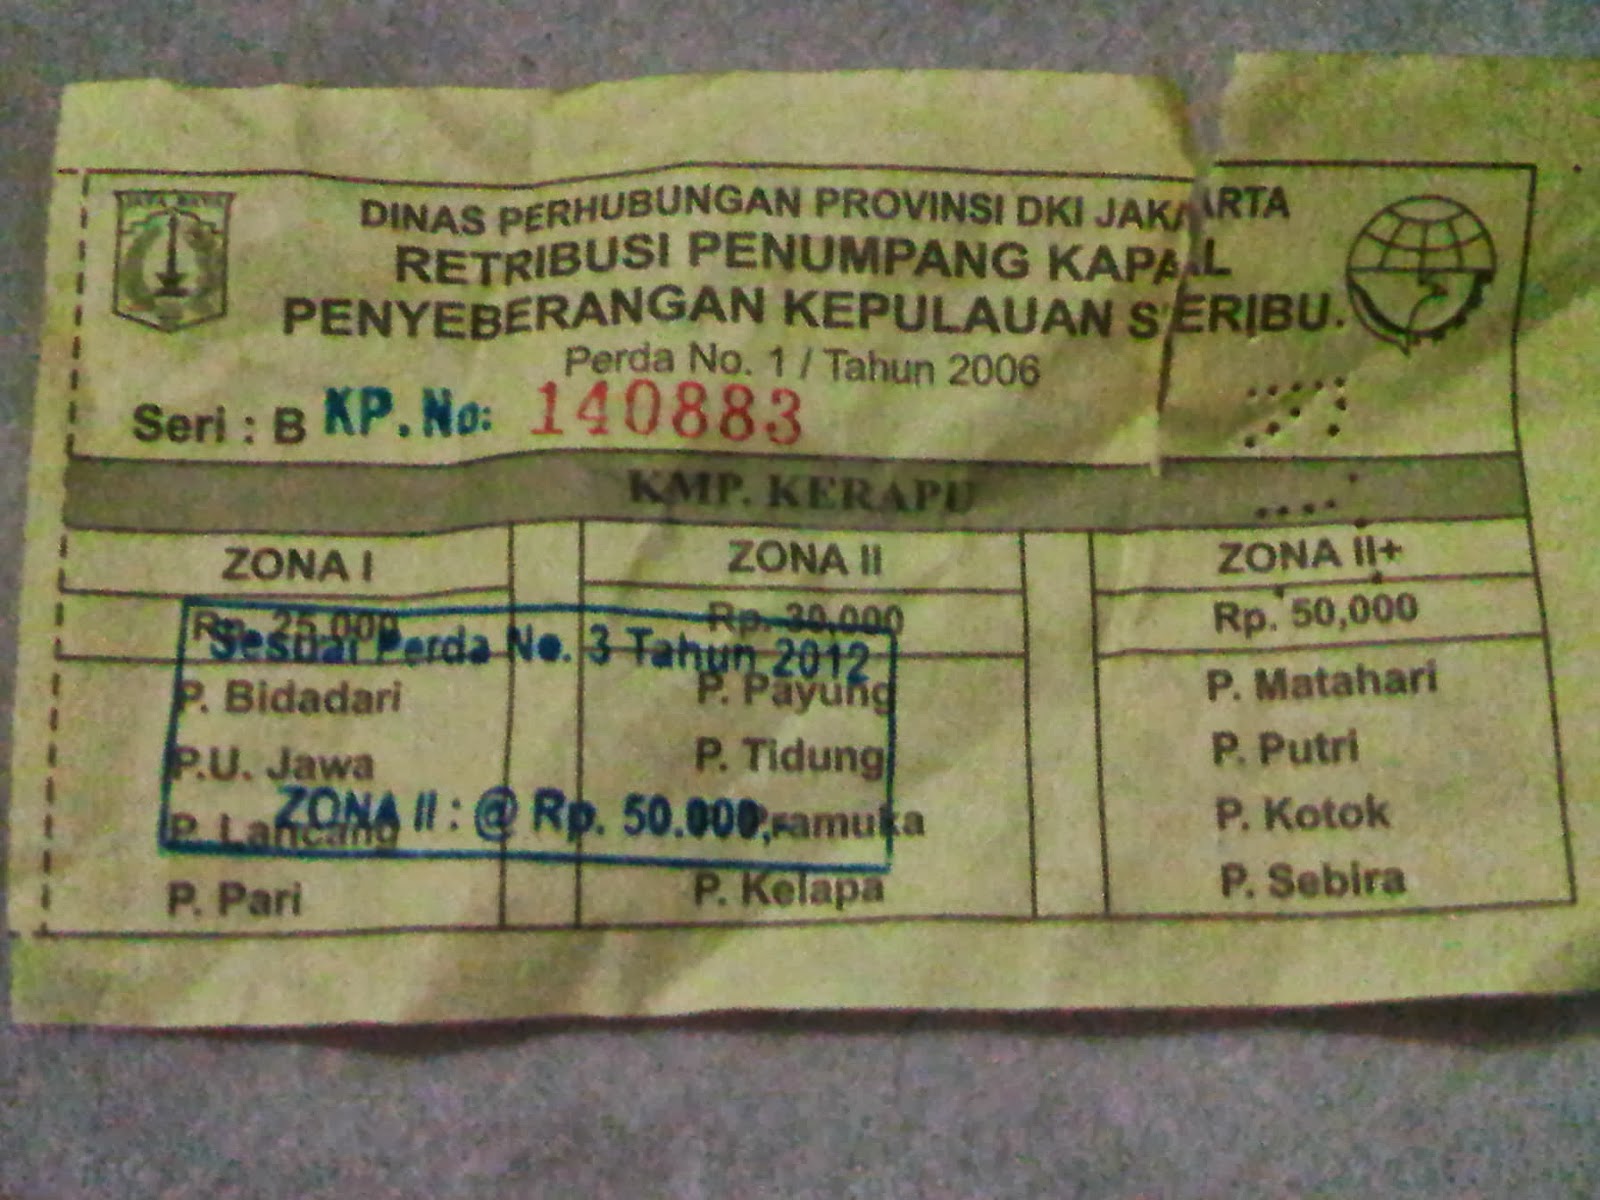 JAYA RAYA
DINAS PERHUBUNGAN PROVINSI DKI JAKARTA
RETRIBUSI PENUMPANG KAPAL
PENYEBERANGAN KEPULAUAN SERIBU.
Perda No. 1 / Tahun 2006
Seri : B KP. No: 140883
KMP. KERAPU
ZONA I ZONA II ZONA II+
Rp. 25,000 Rp. 30,000 Rp. 50,000
Sesuai Perda No. 3 Tahun 2012
P. Bidadari P. Payung P. Matahari
P.U. Jawa P. Tidung P. Putri
ZONA II : @ Rp. 50.000,-
P. Lancang Pramuka P. Kotok
P. Pari P. Kelapa P. Sebira